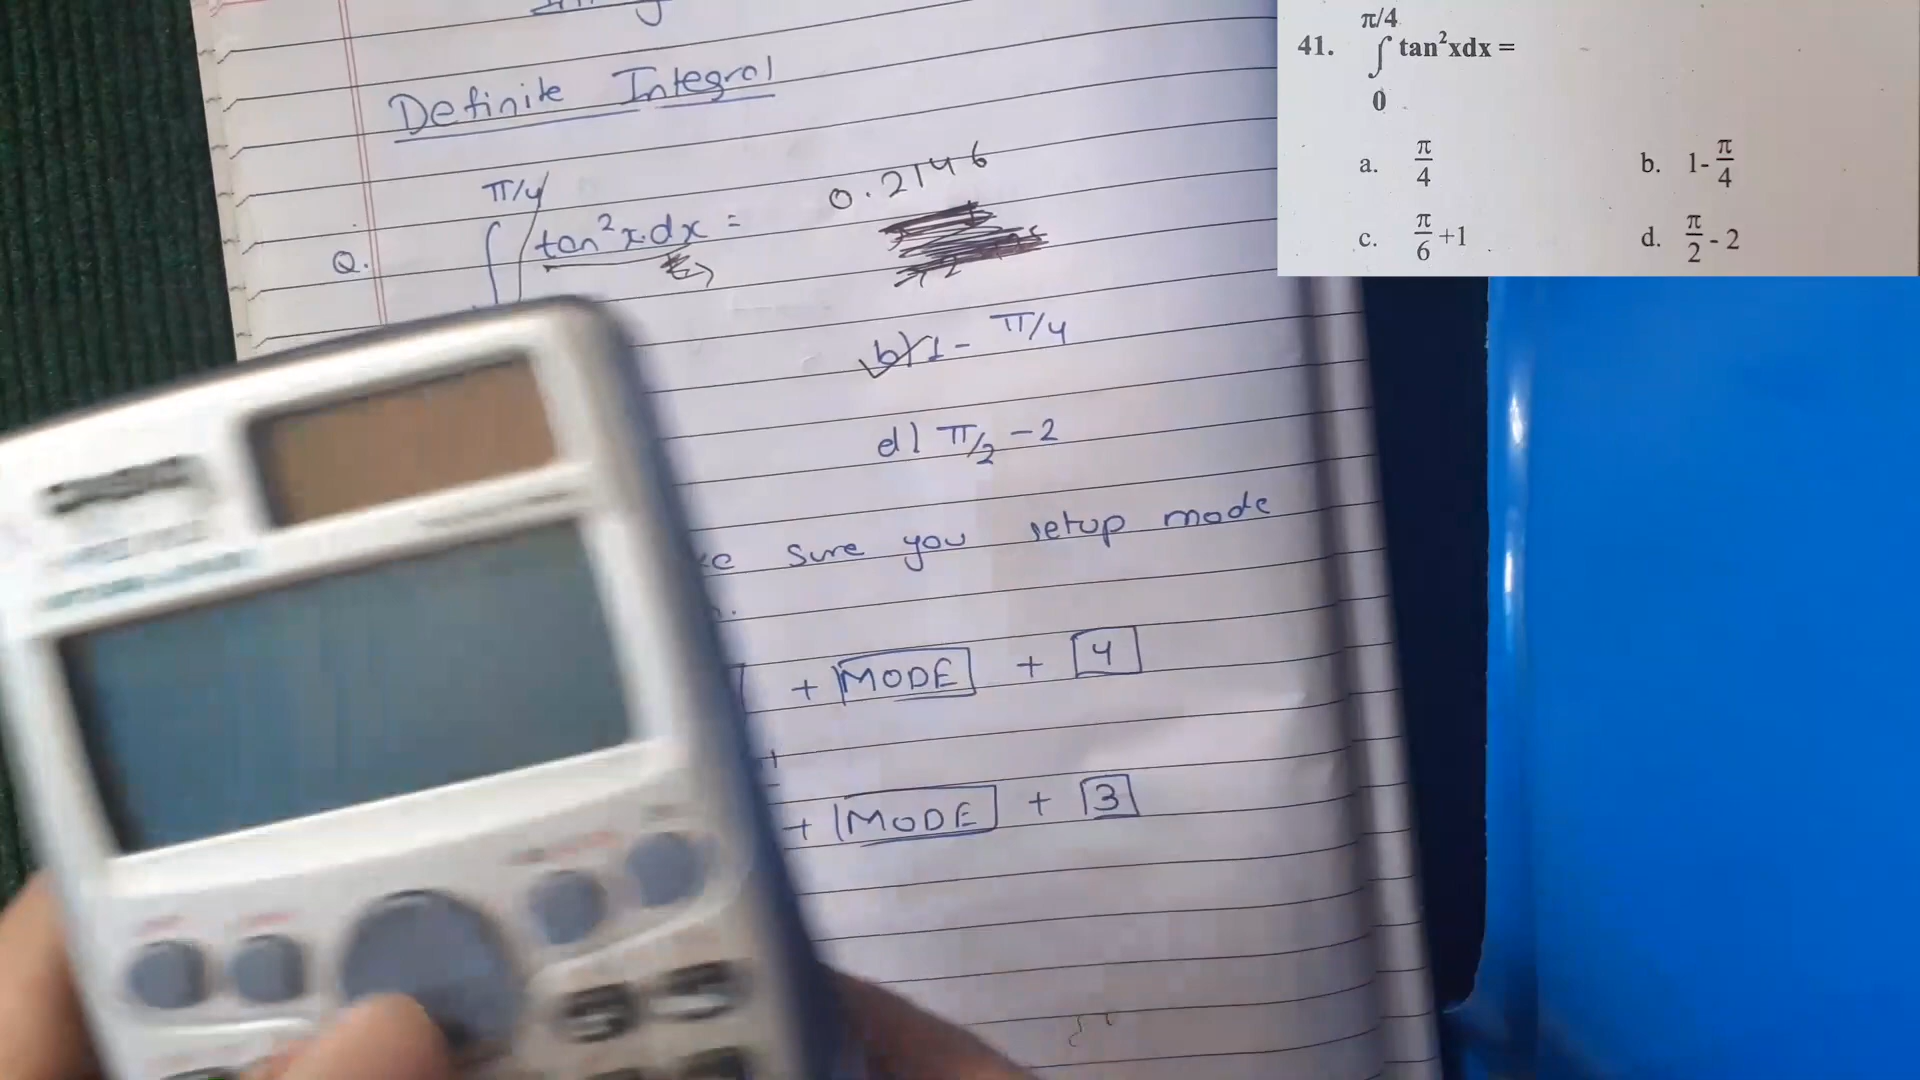 Definite Integral
π/4
Q. ∫ tan²x.dx = 0.2146
b) 1 - π/4
d) π/2 - 2
sure you setup mode
+ MODE + 4
+ MODE + 3
π/4
41. ∫ tan²xdx =
0
a. π/4 b. 1-π/4
c. π/6+1 d. π/2-2